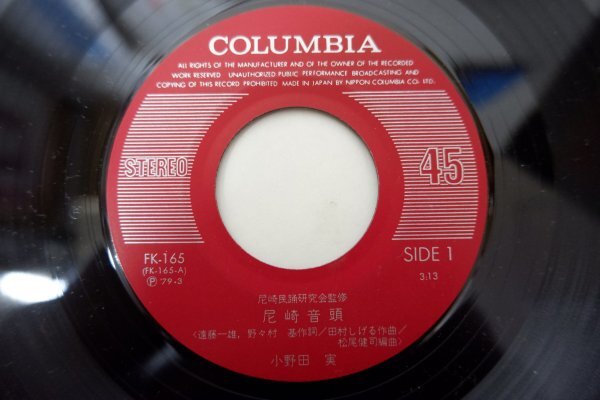 COLUMBIA
ALL RIGHTS OF THE MANUFACTURER AND OF THE OWNER OF THE RECORDED
WORK RESERVED UNAUTHORIZED PUBLIC PERFORMANCE BROADCASTING AND
COPYING OF THIS RECORD PROHIBITED MADE IN JAPAN BY NIPPON COLUMBIA CO. LTD.
STEREO
45
FK-165
(FK-165-A)
Ⓟ '79-3
SIDE 1
3:13
尼崎民謡研究会監修
尼崎音頭
〈遠藤一雄, 野々村 基作詞／田村しげる作曲／
松尾健司編曲〉
小野田 実